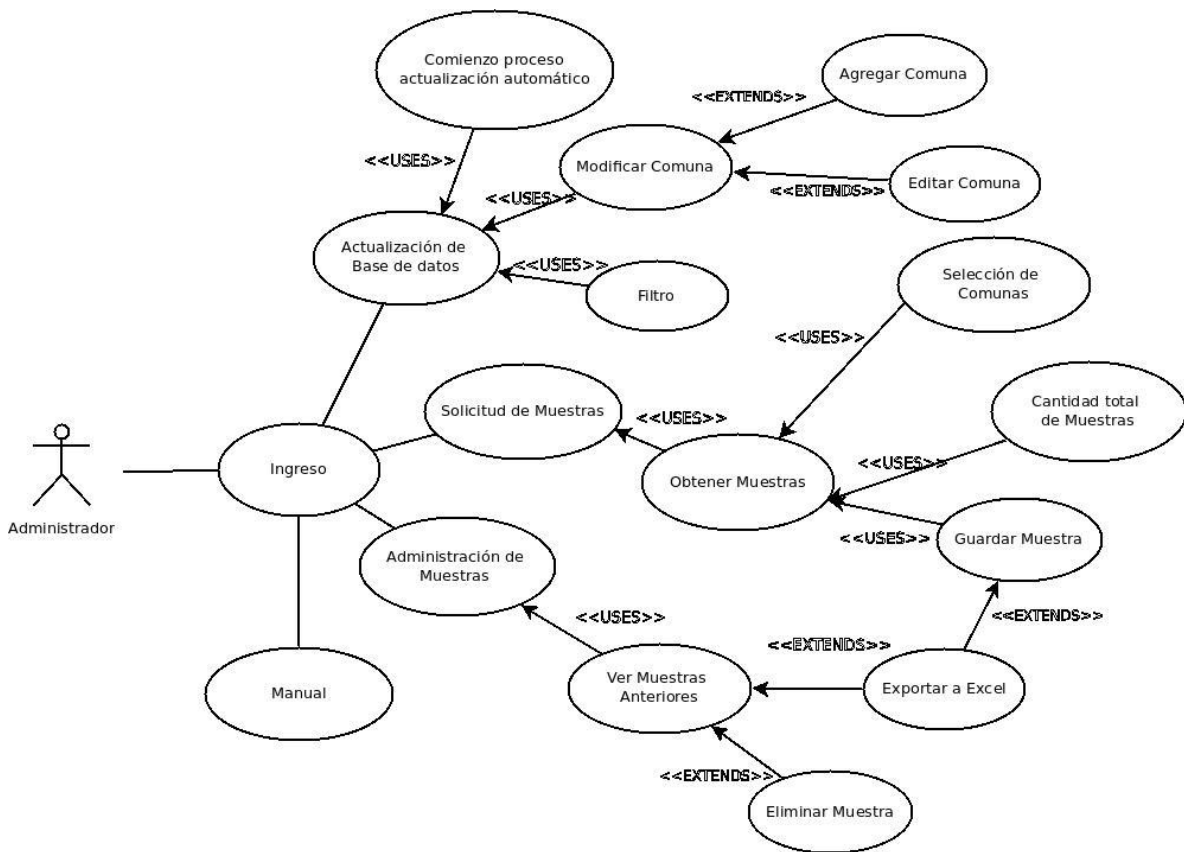 Comienzo proceso
actualización automático
Agregar Comuna
<<EXTENDS>>
<<USES>>
Modificar Comuna
Editar Comuna
<<EXTENDS>>
<<USES>>
Actualización de
Base de datos
<<USES>>
Filtro
Selección de
Comunas
<<USES>>
Solicitud de Muestras
<<USES>>
Cantidad total
de Muestras
Ingreso
Obtener Muestras
<<USES>>
Administrador
<<USES>>
Guardar Muestra
Administración de
Muestras
<<USES>>
<<EXTENDS>>
<<EXTENDS>>
Manual
Ver Muestras
Anteriores
Exportar a Excel
<<EXTENDS>>
Eliminar Muestra